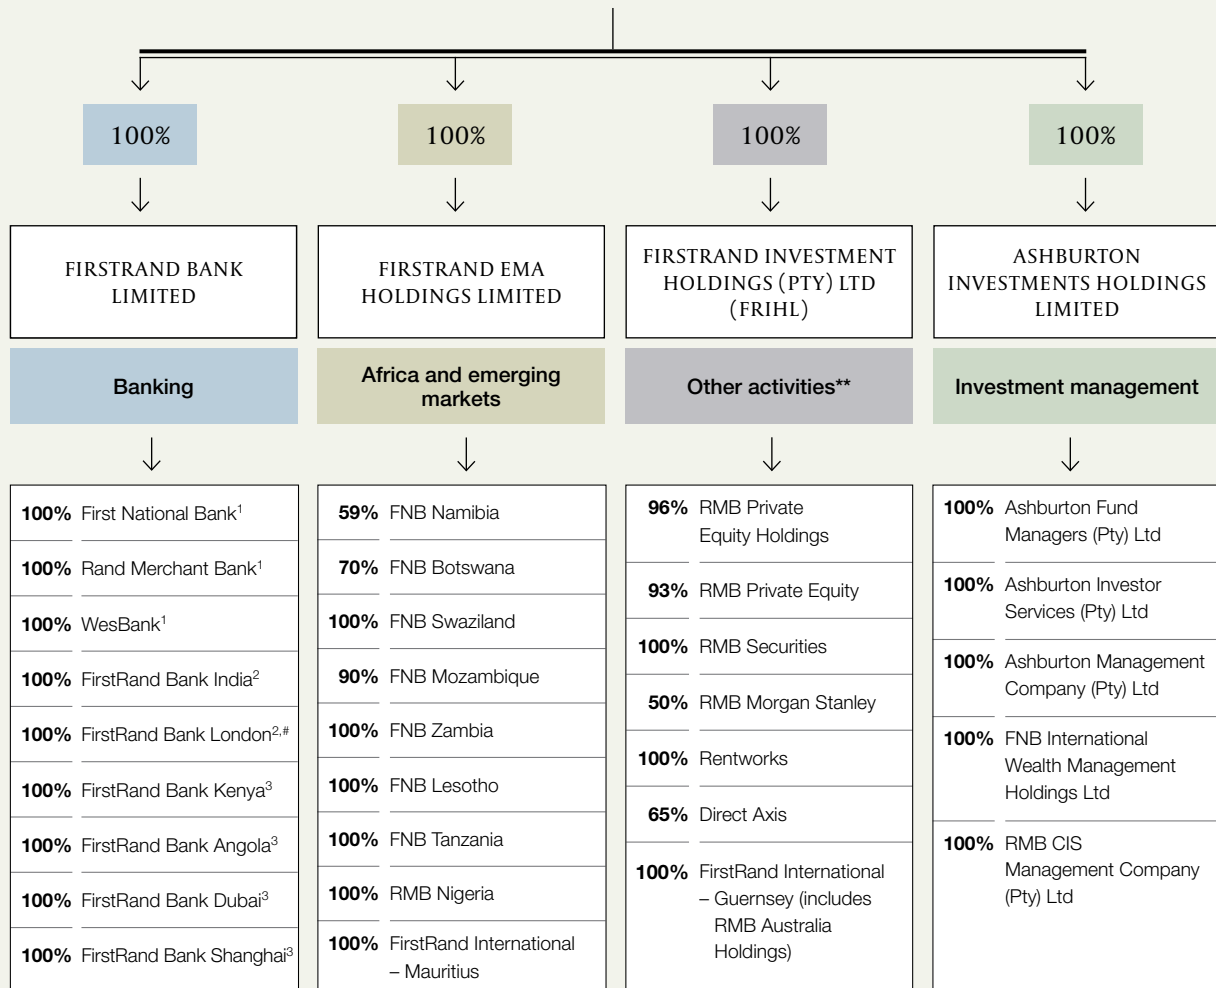 100%
100%
100%
100%
FIRSTRAND BANK
LIMITED
FIRSTRAND EMA
HOLDINGS LIMITED
FIRSTRAND INVESTMENT
HOLDINGS (PTY) LTD
(FRIHL)
ASHBURTON
INVESTMENTS HOLDINGS
LIMITED
Banking
Africa and emerging
markets
Other activities**
Investment management
100% First National Bank¹
100% Rand Merchant Bank¹
100% WesBank¹
100% FirstRand Bank India²
100% FirstRand Bank London²,#
100% FirstRand Bank Kenya³
100% FirstRand Bank Angola³
100% FirstRand Bank Dubai³
100% FirstRand Bank Shanghai³
59% FNB Namibia
70% FNB Botswana
100% FNB Swaziland
90% FNB Mozambique
100% FNB Zambia
100% FNB Lesotho
100% FNB Tanzania
100% RMB Nigeria
100% FirstRand International
– Mauritius
96% RMB Private
Equity Holdings
93% RMB Private Equity
100% RMB Securities
50% RMB Morgan Stanley
100% Rentworks
65% Direct Axis
100% FirstRand International
– Guernsey (includes
RMB Australia
Holdings)
100% Ashburton Fund
Managers (Pty) Ltd
100% Ashburton Investor
Services (Pty) Ltd
100% Ashburton Management
Company (Pty) Ltd
100% FNB International
Wealth Management
Holdings Ltd
100% RMB CIS
Management Company
(Pty) Ltd